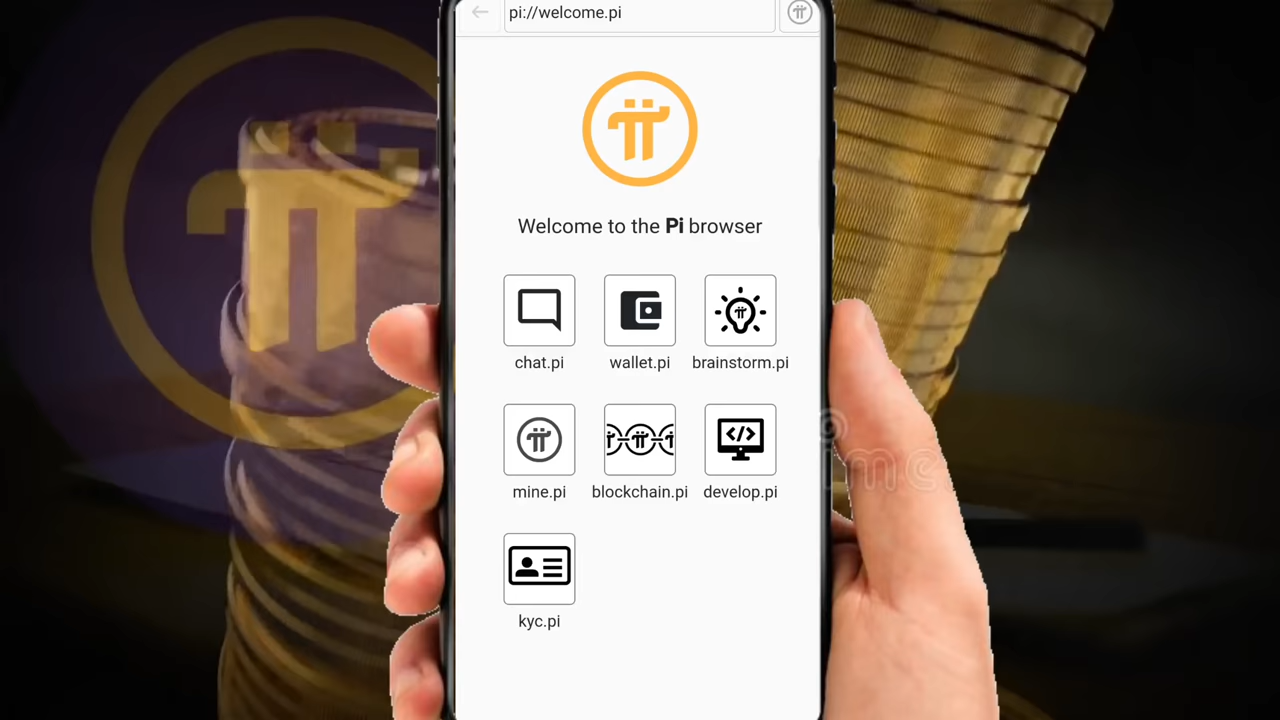 pi://welcome.pi
Welcome to the Pi browser
chat.pi
wallet.pi
brainstorm.pi
mine.pi
blockchain.pi
develop.pi
kyc.pi